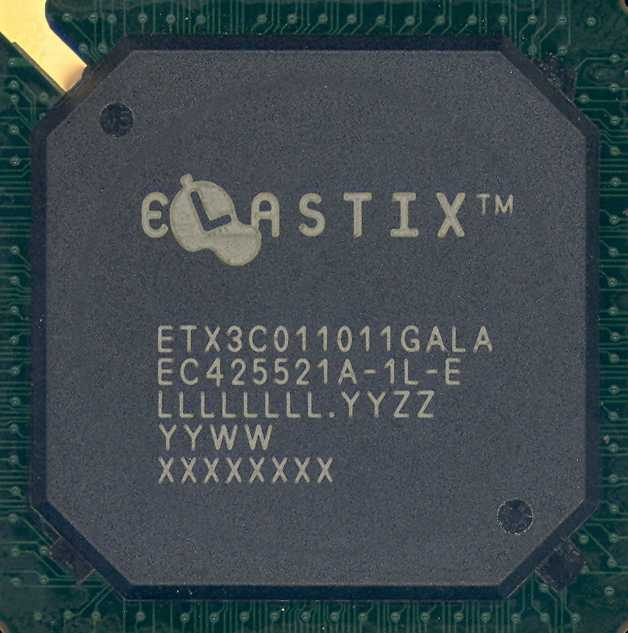 ELASTIX™
ETX3C011011GALA
EC425521A-1L-E
LLLLLLLL.YYZZ
YYWW
XXXXXXXX